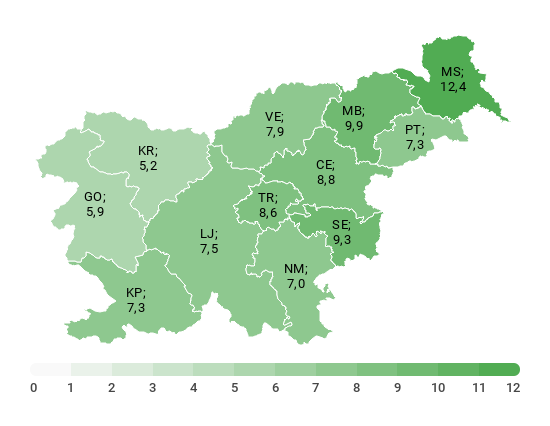 MS;
12,4
MB;
9,9
VE;
7,9
PT;
7,3
KR;
5,2
CE;
8,8
GO;
5,9
TR;
8,6
SE;
9,3
LJ;
7,5
NM;
7,0
KP;
7,3
0 1 2 3 4 5 6 7 8 9 10 11 12